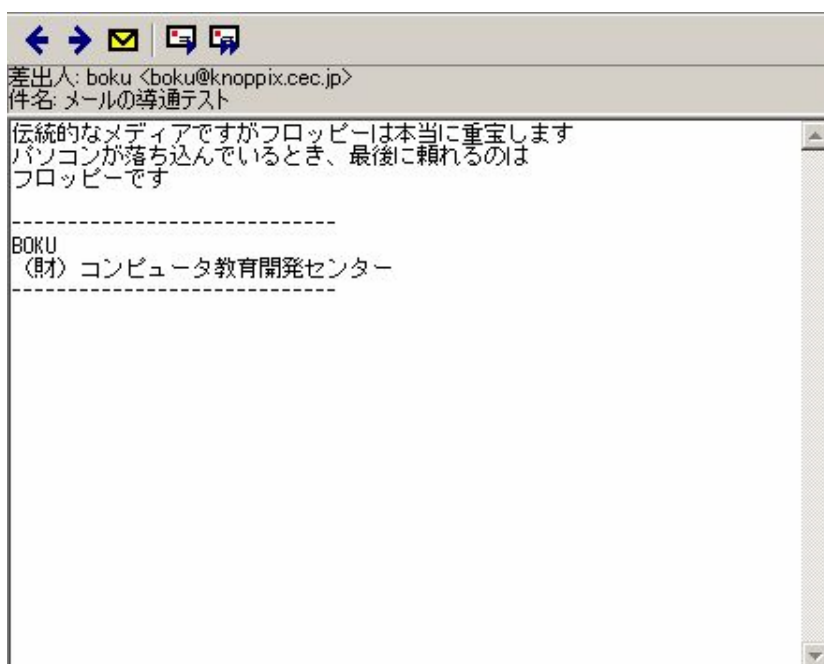 差出人: boku <boku@knoppix.cec.jp>
件名: メールの導通テスト
伝統的なメディアですがフロッピーは本当に重宝します
パソコンが落ち込んでいるとき、最後に頼れるのは
フロッピーです
-----------------------------
BOKU
（財）コンピュータ教育開発センター
-----------------------------